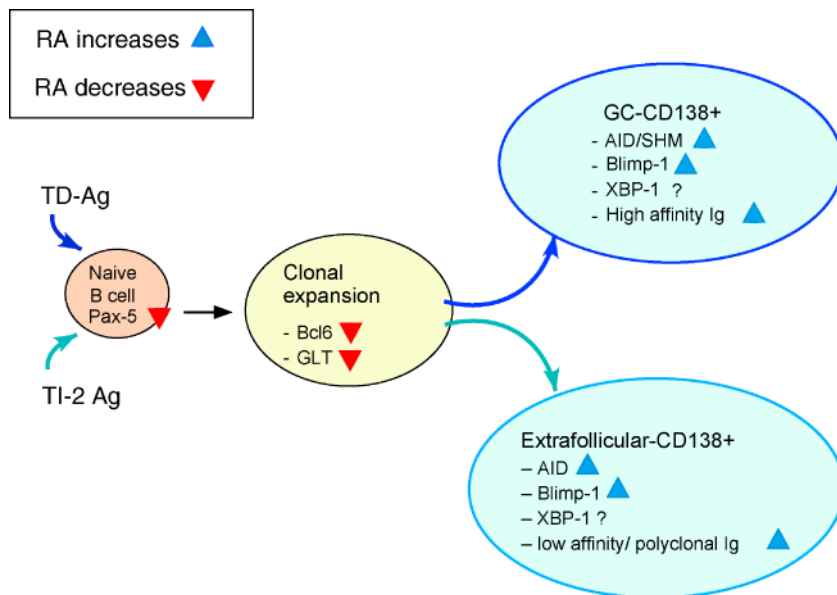 RA increases
RA decreases
TD-Ag
Naive
B cell
Pax-5
TI-2 Ag
Clonal
expansion
- Bcl6
- GLT
GC-CD138+
- AID/SHM
- Blimp-1
- XBP-1 ?
- High affinity Ig
Extrafollicular-CD138+
– AID
– Blimp-1
– XBP-1 ?
– low affinity/ polyclonal Ig